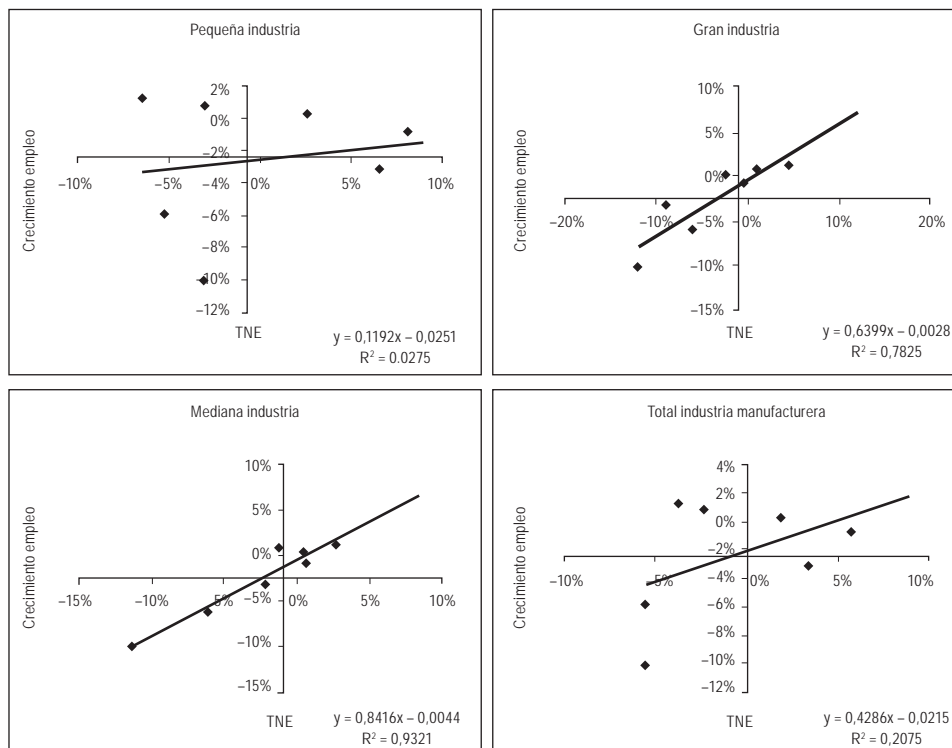 Pequeña industria
Crecimiento empleo
2%
0%
–2%
–4%
–6%
–8%
–10%
–12%
–10%
–5%
0%
5%
10%
TNE
y = 0,1192x – 0,0251
R² = 0.0275
Gran industria
Crecimiento empleo
10%
5%
0%
–5%
–10%
–15%
–20%
–10%
0%
10%
20%
TNE
y = 0,6399x – 0,0028
R² = 0,7825
Mediana industria
Crecimiento empleo
10%
5%
0%
–5%
–10%
–15%
–15%
–10%
–5%
0%
5%
10%
TNE
y = 0,8416x – 0,0044
R² = 0,9321
Total industria manufacturera
Crecimiento empleo
4%
2%
0%
–2%
–6%
–8%
–10%
–12%
–10%
–5%
0%
5%
10%
TNE
y = 0,4286x – 0,0215
R² = 0,2075